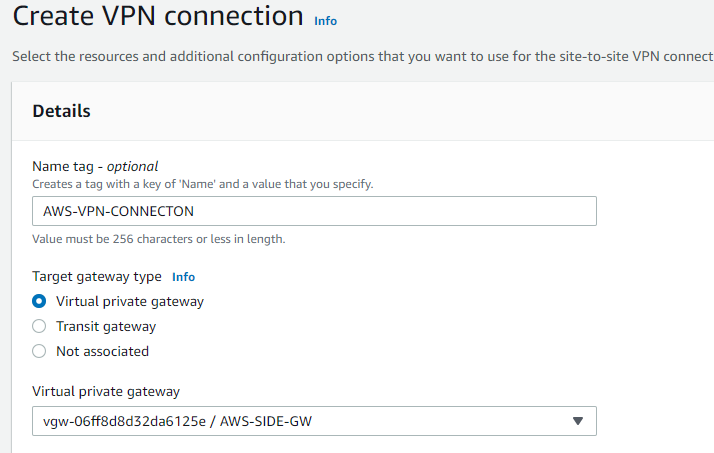 Create VPN connection Info
Select the resources and additional configuration options that you want to use for the site-to-site VPN connect
Details
Name tag - optional
Creates a tag with a key of 'Name' and a value that you specify.
AWS-VPN-CONNECTON
Value must be 256 characters or less in length.
Target gateway type Info
Virtual private gateway
Transit gateway
Not associated
Virtual private gateway
vgw-06ff8d8d32da6125e / AWS-SIDE-GW